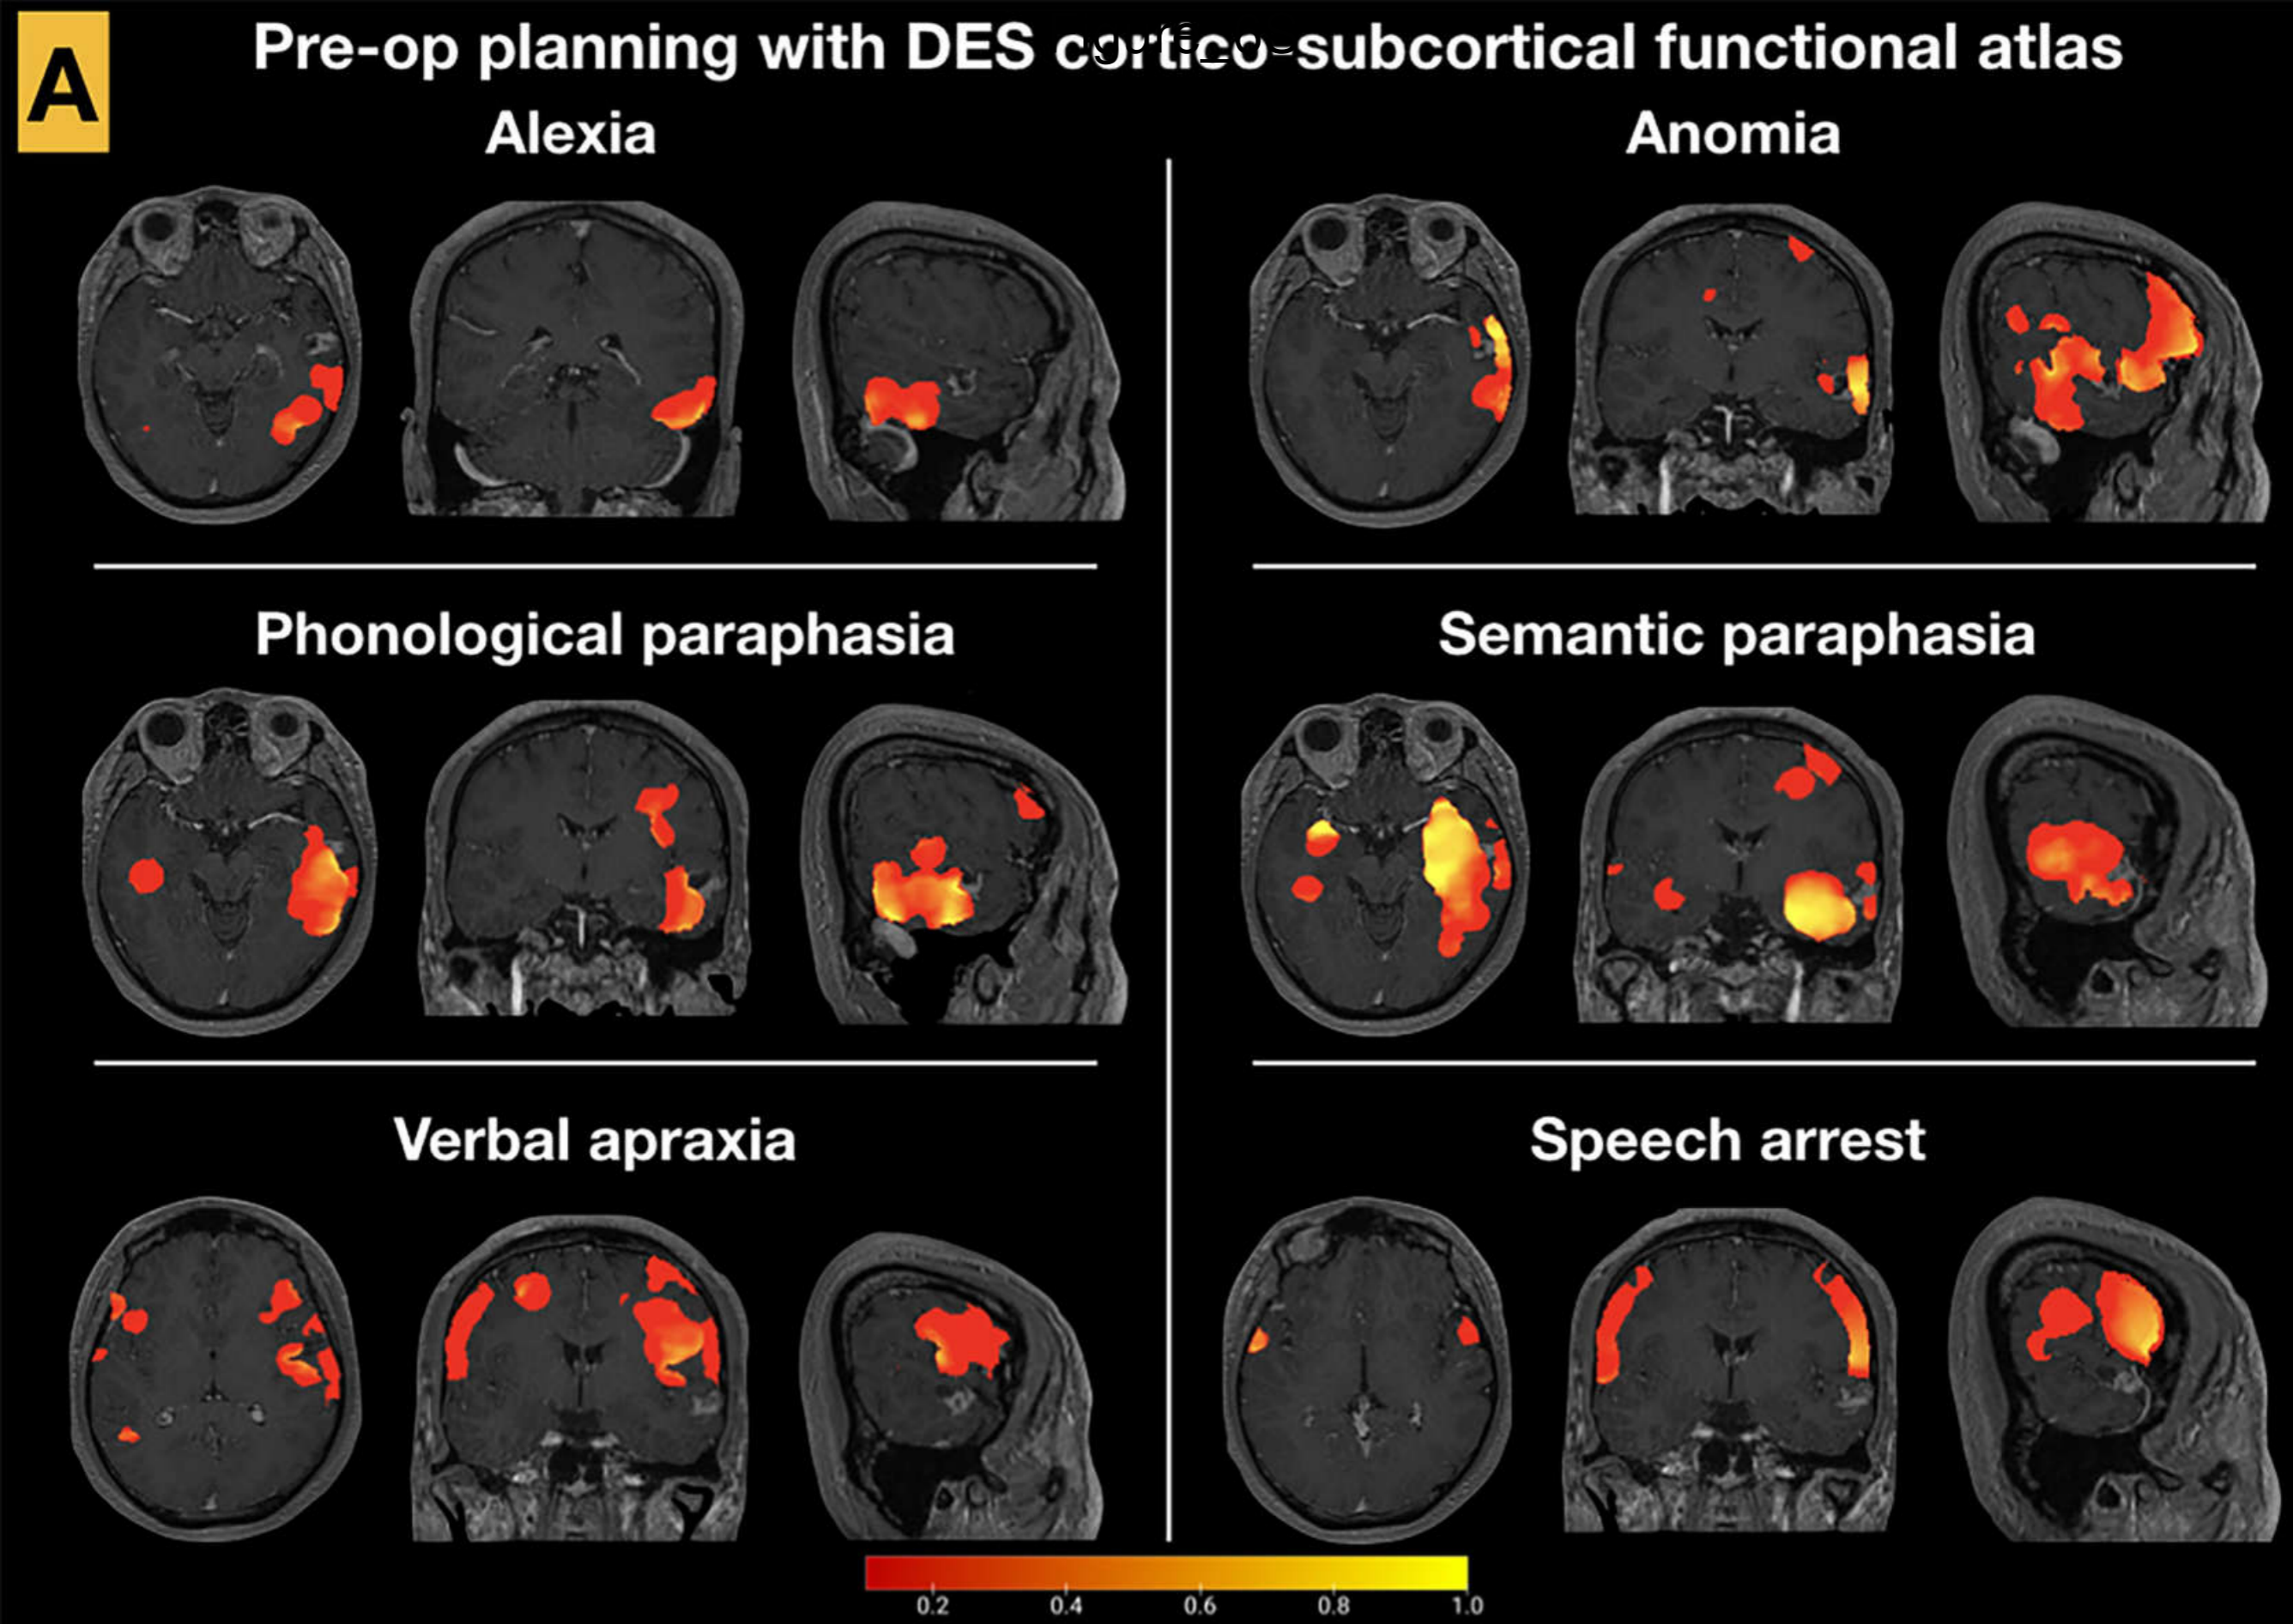 A
Pre-op planning with DES cortico-subcortical functional atlas
Alexia
Anomia
Phonological paraphasia
Semantic paraphasia
Verbal apraxia
Speech arrest
0.2 0.4 0.6 0.8 1.0